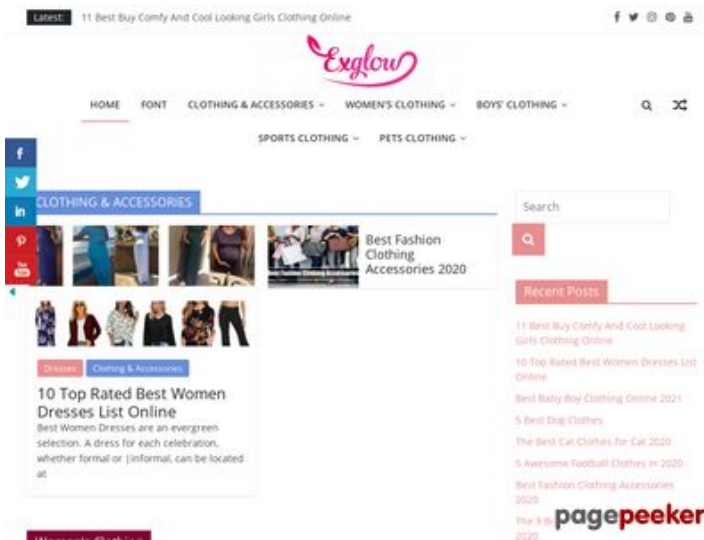 Latest:
11 Best Buy Comfy And Cool Looking Girls Clothing Online
Exglow
HOME FONT CLOTHING & ACCESSORIES WOMEN'S CLOTHING BOYS' CLOTHING
SPORTS CLOTHING PETS CLOTHING
CLOTHING & ACCESSORIES
Best Fashion
Clothing
Accessories 2020
Dresses Clothing & Accessories
10 Top Rated Best Women
Dresses List Online
Best Women Dresses are an evergreen
selection. A dress for each celebration,
whether formal or |informal, can be located
at
Women's Clothing
Search
Recent Posts
11 Best Buy Comfy And Cool Looking
Girls Clothing Online
10 Top Rated Best Women Dresses List
Online
Best Baby Boy Clothing Online 2021
5 Best Dog Clothes
The Best Cat Clothes for Cat 2020
5 Awesome Football Clothes in 2020
Best Fashion Clothing Accessories
2020
The 9
2020
pagepeeker